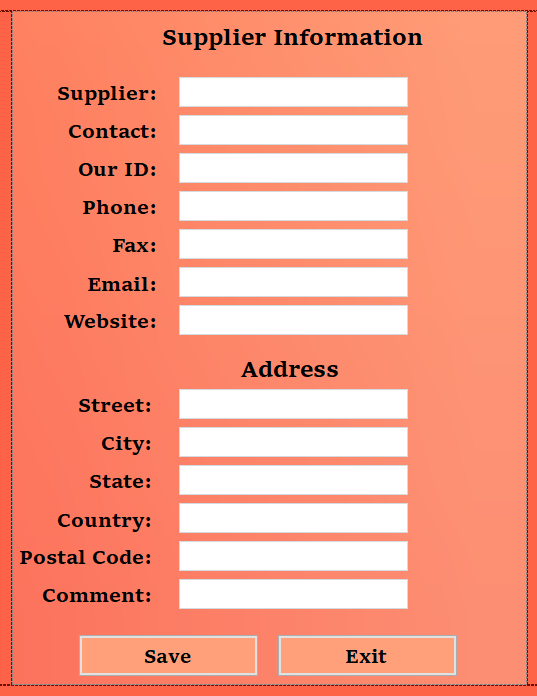 Supplier Information
Supplier:
Contact:
Our ID:
Phone:
Fax:
Email:
Website:
Address
Street:
City:
State:
Country:
Postal Code:
Comment:
Save Exit